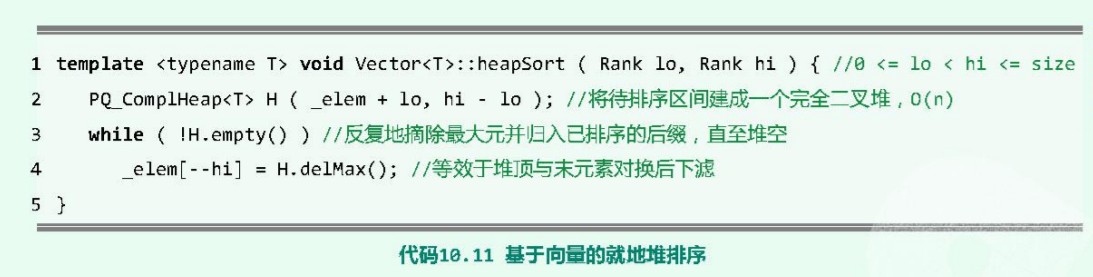 1 template <typename T> void Vector<T>::heapSort ( Rank lo, Rank hi ) { //0 <= lo < hi <= size
2 PQ_ComplHeap<T> H ( _elem + lo, hi - lo ); //将待排序区间建成一个完全二叉堆，O(n)
3 while ( !H.empty() ) //反复地摘除最大元并归入已排序的后缀，直至堆空
4 _elem[--hi] = H.delMax(); //等效于堆顶与末元素对换后下滤
5 }
代码10.11 基于向量的就地堆排序